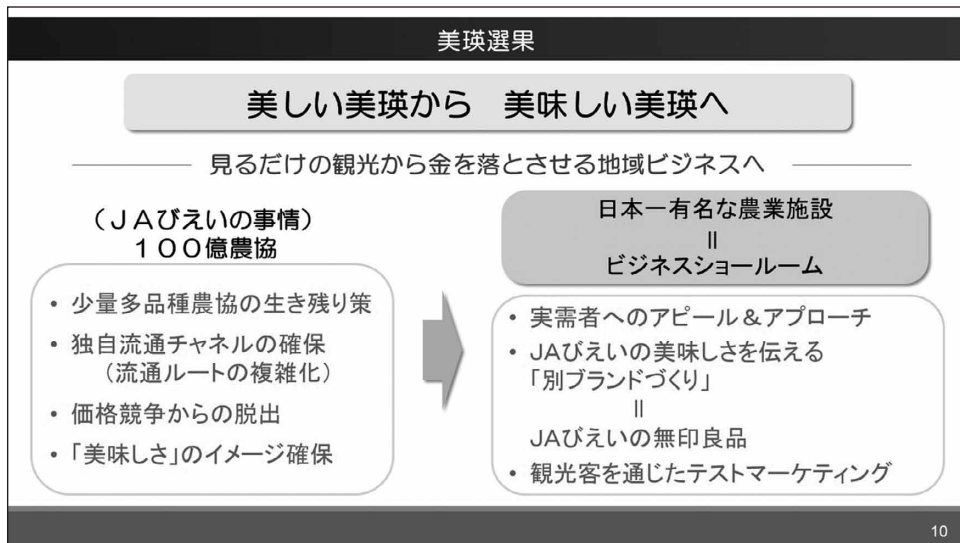 美瑛選果
美しい美瑛から　美味しい美瑛へ
見るだけの観光から金を落とさせる地域ビジネスへ
（ＪＡびえいの事情）
１００億農協
・ 少量多品種農協の生き残り策
・ 独自流通チャネルの確保
（流通ルートの複雑化）
・ 価格競争からの脱出
・ 「美味しさ」のイメージ確保
日本一有名な農業施設
＝
ビジネスショールーム
・ 実需者へのアピール＆アプローチ
・ JAびえいの美味しさを伝える
「別ブランドづくり」
＝
JAびえいの無印良品
・ 観光客を通じたテストマーケティング
10